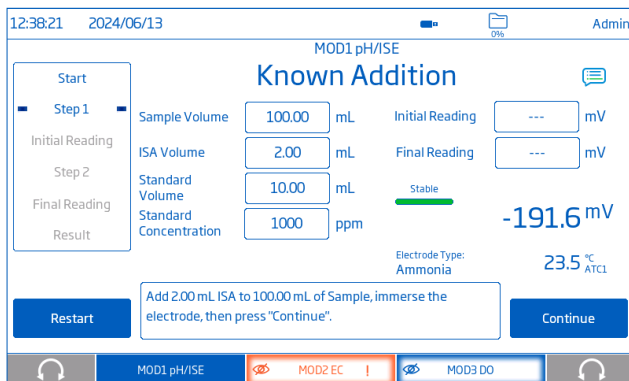 12:38:21 2024/06/13 0% Admin
MOD1 pH/ISE
Known Addition
Start
Step 1
Initial Reading
Step 2
Final Reading
Result
Sample Volume 100.00 mL
ISA Volume 2.00 mL
Standard
Volume 10.00 mL
Standard
Concentration 1000 ppm
Initial Reading --- mV
Final Reading --- mV
Stable
-191.6 mV
Electrode Type:
Ammonia
23.5 °C
ATC1
Restart
Add 2.00 mL ISA to 100.00 mL of Sample, immerse the
electrode, then press "Continue".
Continue
MOD1 pH/ISE MOD2 EC ! MOD3 DO